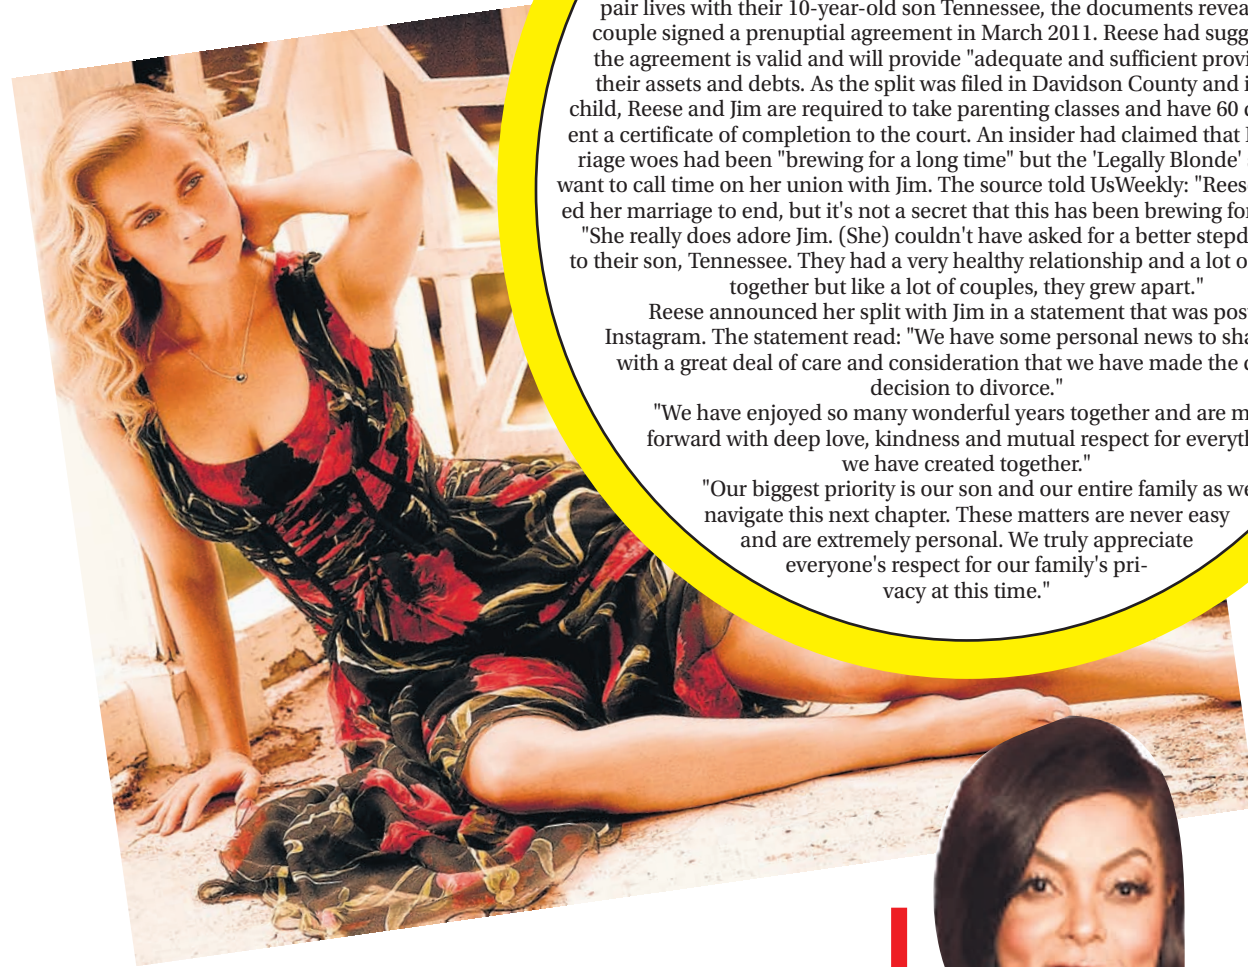 pair lives with their 10-year-old son Tennessee, the documents revea
couple signed a prenuptial agreement in March 2011. Reese had sugg
the agreement is valid and will provide "adequate and sufficient provi
their assets and debts. As the split was filed in Davidson County and i
child, Reese and Jim are required to take parenting classes and have 60
ent a certificate of completion to the court. An insider had claimed that
riage woes had been "brewing for a long time" but the 'Legally Blonde'
want to call time on her union with Jim. The source told UsWeekly: "Rees
ed her marriage to end, but it's not a secret that this has been brewing for
"She really does adore Jim. (She) couldn't have asked for a better stepd
to their son, Tennessee. They had a very healthy relationship and a lot o
together but like a lot of couples, they grew apart."
Reese announced her split with Jim in a statement that was pos
Instagram. The statement read: "We have some personal news to sha
with a great deal of care and consideration that we have made the
decision to divorce."
"We have enjoyed so many wonderful years together and are m
forward with deep love, kindness and mutual respect for everyth
we have created together."
"Our biggest priority is our son and our entire family as we
navigate this next chapter. These matters are never easy
and are extremely personal. We truly appreciate
everyone's respect for our family's pri-
vacy at this time."